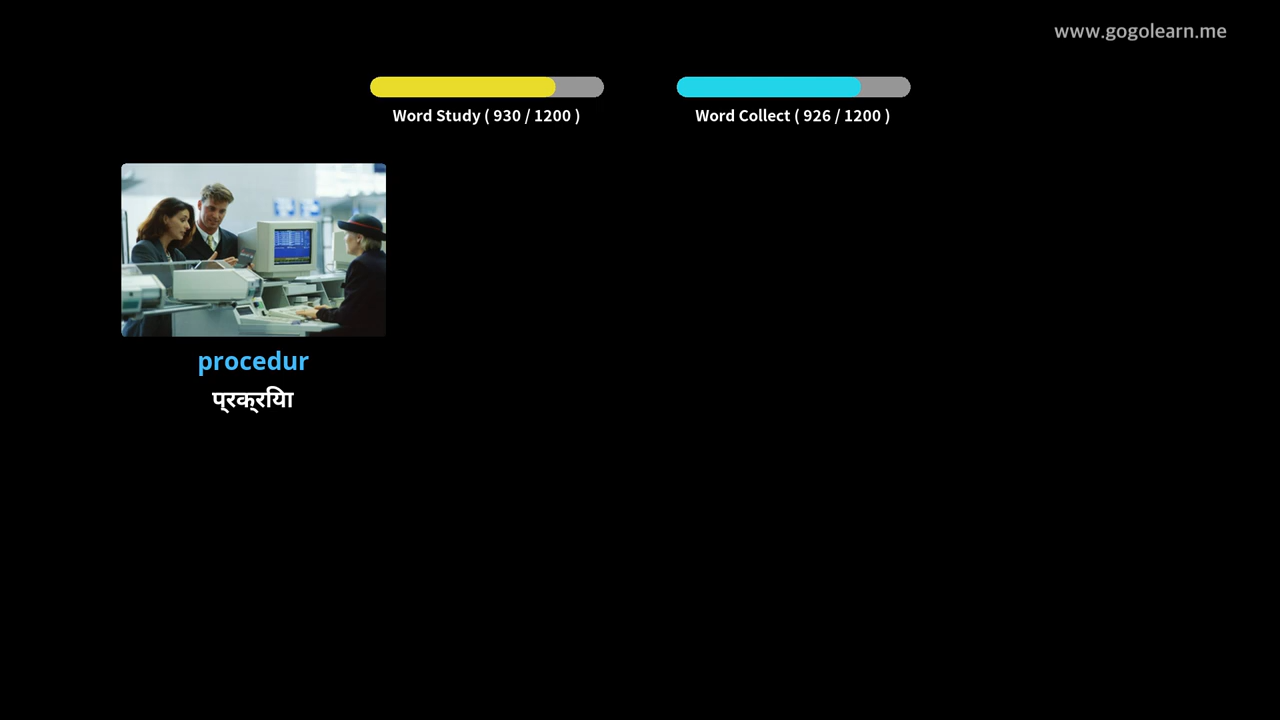 www.gogolearn.me
Word Study ( 930 / 1200 )
Word Collect ( 926 / 1200 )
procedur
प्रक्रिया